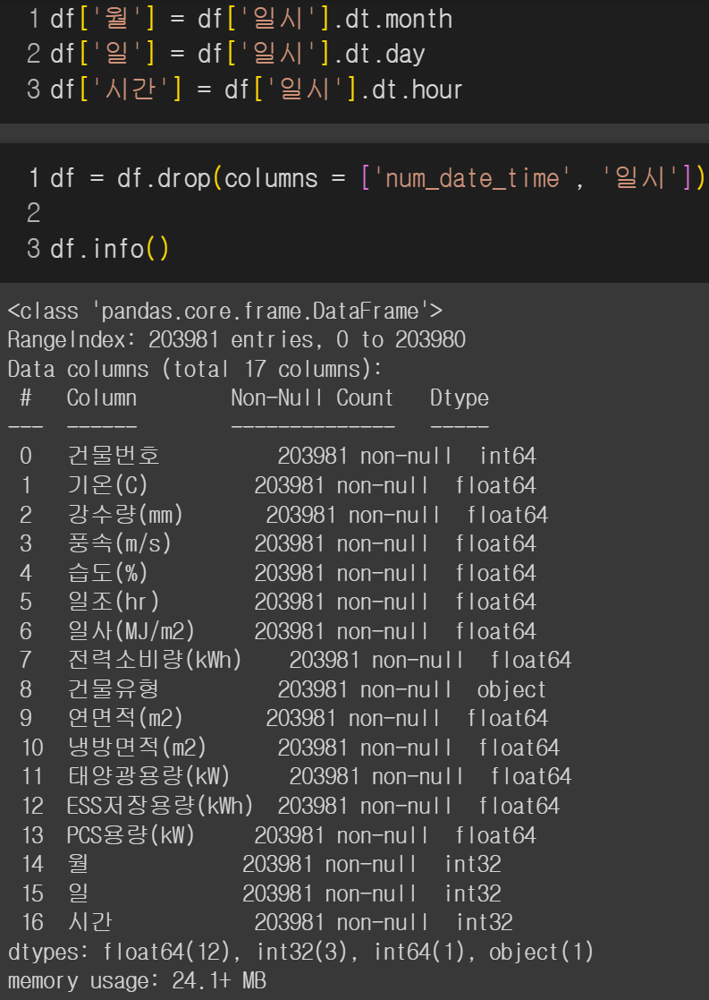 1 df['월'] = df['일시'].dt.month
2 df['일'] = df['일시'].dt.day
3 df['시간'] = df['일시'].dt.hour
1 df = df.drop(columns = ['num_date_time', '일시'])
2
3 df.info()
<class 'pandas.core.frame.DataFrame'>
RangeIndex: 203981 entries, 0 to 203980
Data columns (total 17 columns):
 #   Column        Non-Null Count   Dtype
---  ------        --------------   -----
 0   건물번호          203981 non-null  int64
 1   기온(C)         203981 non-null  float64
 2   강수량(mm)       203981 non-null  float64
 3   풍속(m/s)       203981 non-null  float64
 4   습도(%)         203981 non-null  float64
 5   일조(hr)        203981 non-null  float64
 6   일사(MJ/m2)     203981 non-null  float64
 7   전력소비량(kWh)    203981 non-null  float64
 8   건물유형          203981 non-null  object
 9   연면적(m2)       203981 non-null  float64
 10  냉방면적(m2)      203981 non-null  float64
 11  태양광용량(kW)     203981 non-null  float64
 12  ESS저장용량(kWh)  203981 non-null  float64
 13  PCS용량(kW)     203981 non-null  float64
 14  월             203981 non-null  int32
 15  일             203981 non-null  int32
 16  시간            203981 non-null  int32
dtypes: float64(12), int32(3), int64(1), object(1)
memory usage: 24.1+ MB